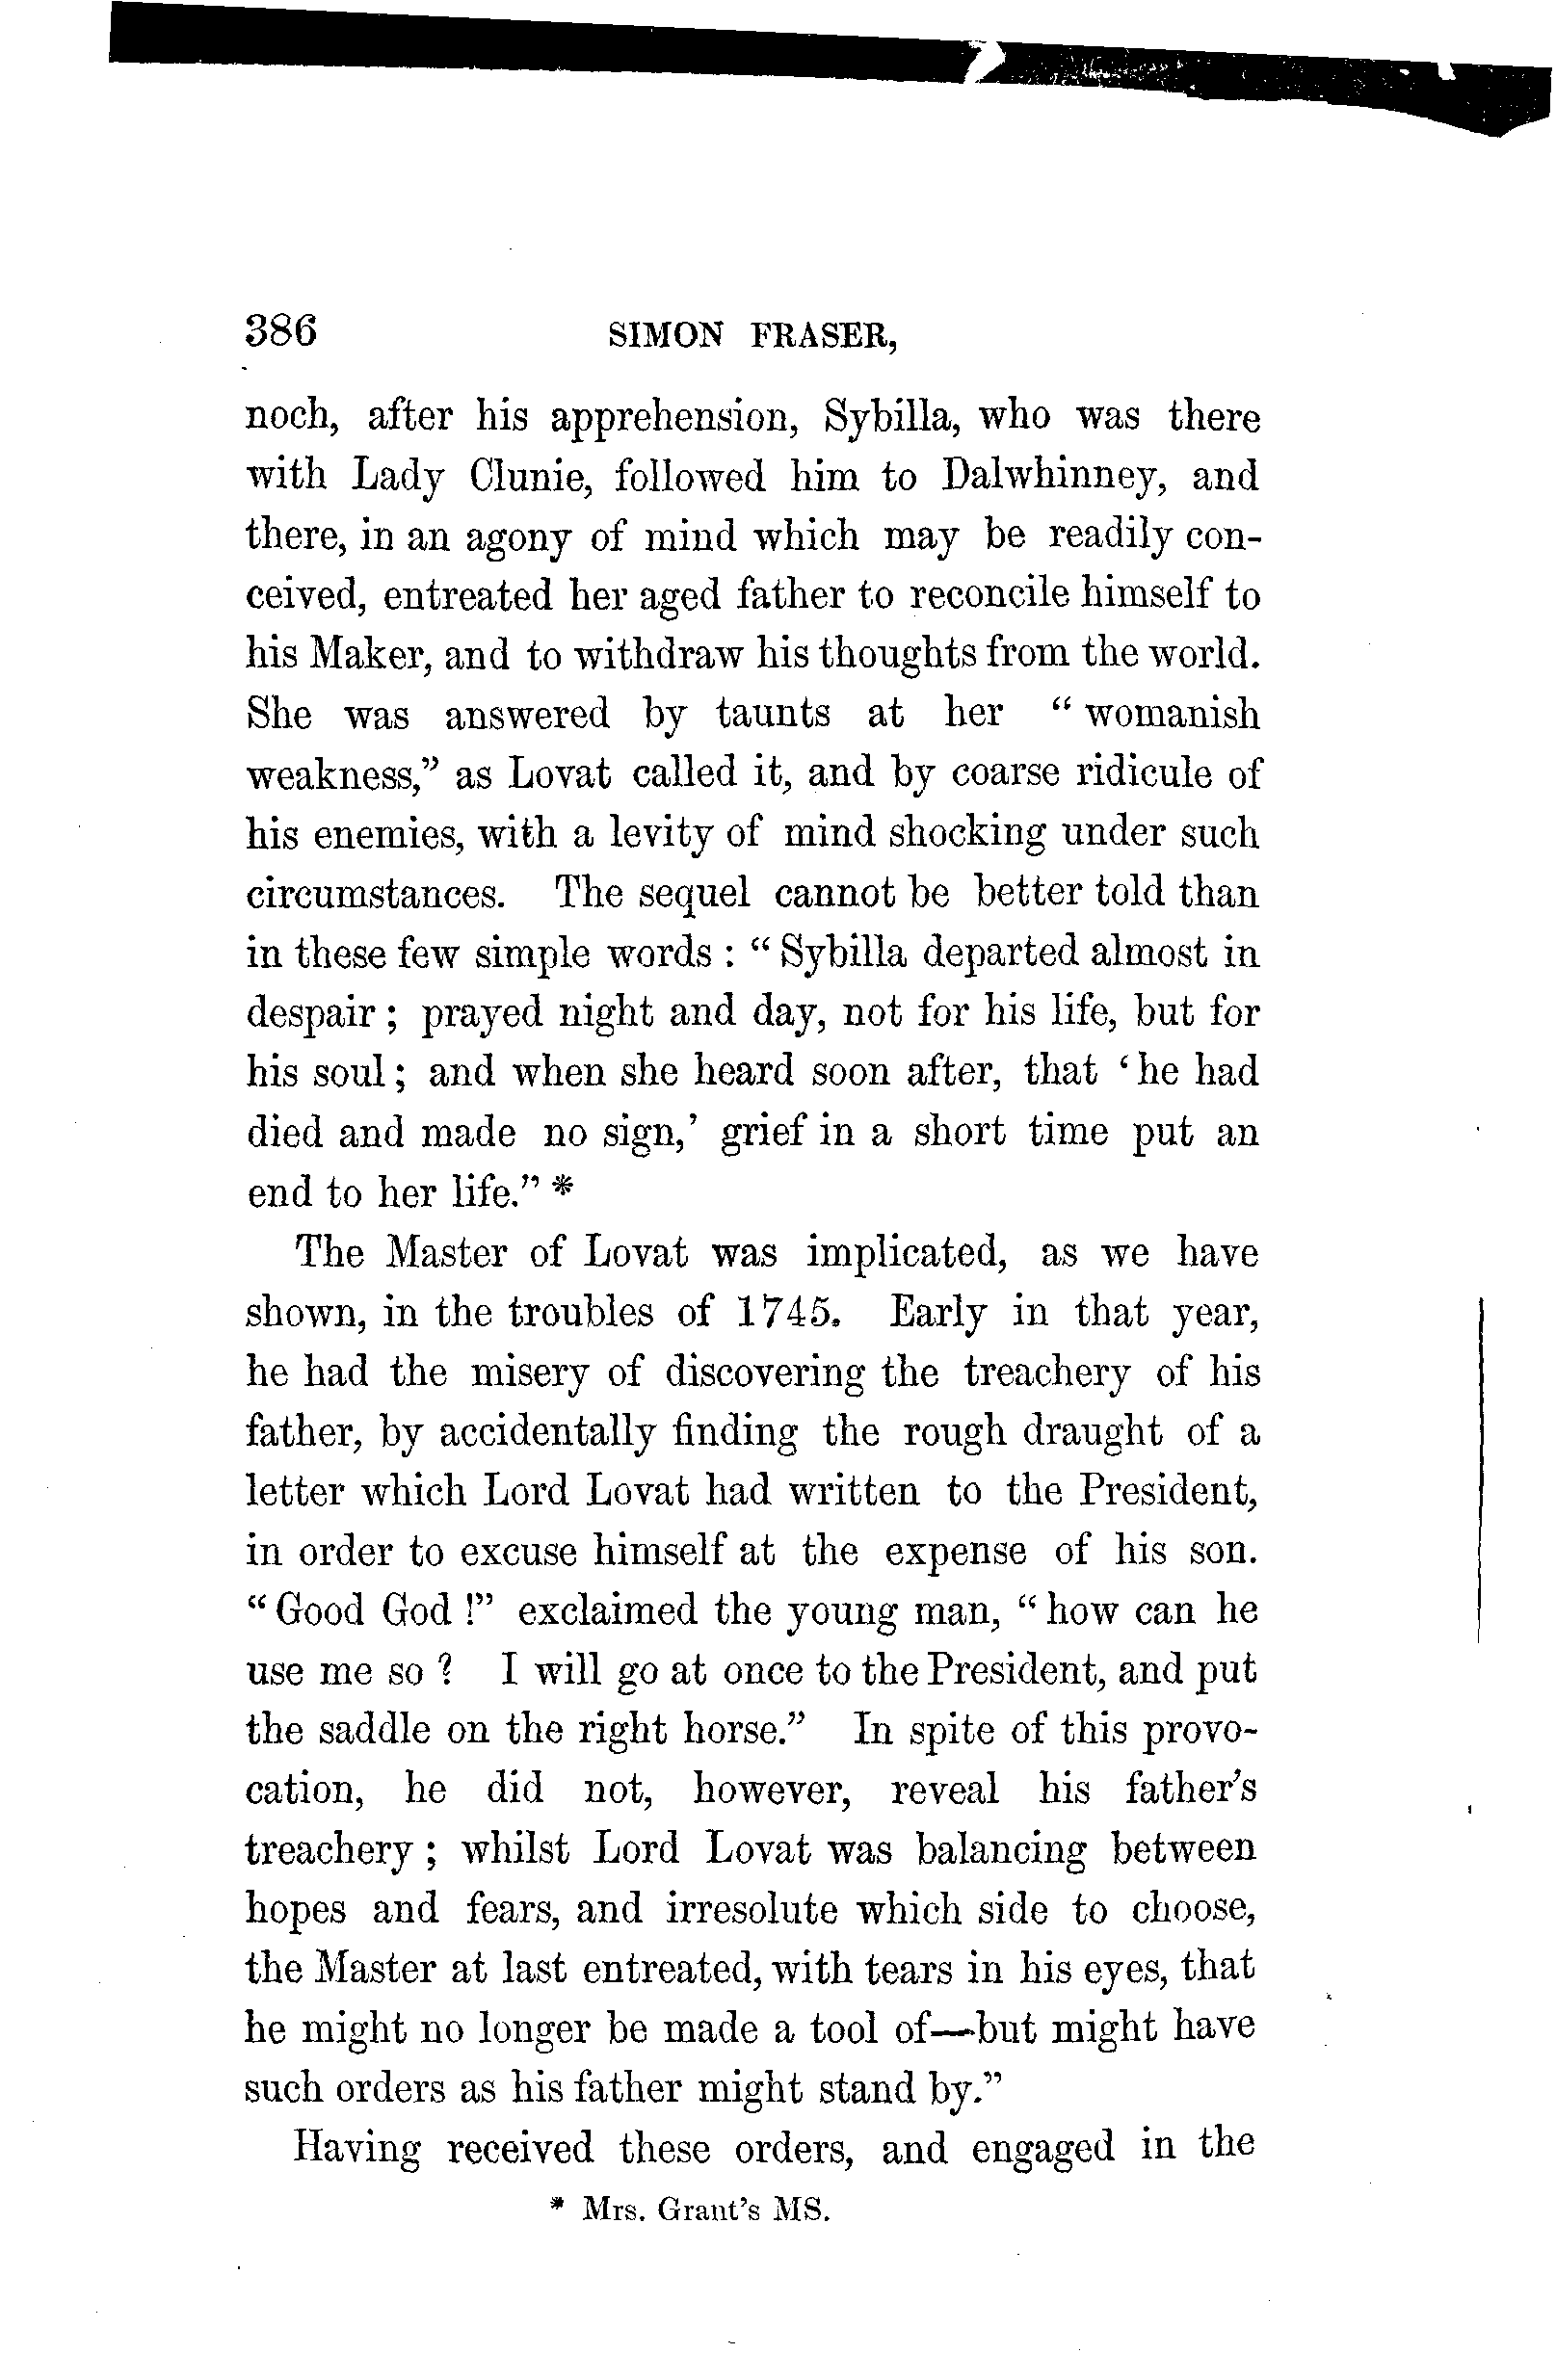 386 SIMON FRASER,
noch, after his apprehension, Sybilla, who was there
with Lady Clunie, followed him to Dalwhinney, and
there, in an agony of mind which may be readily con-
ceived, entreated her aged father to reconcile himself to
his Maker, and to withdraw his thoughts from the world.
She was answered by taunts at her “ womanish
weakness,” as Lovat called it, and by coarse ridicule of
his enemies, with a levity of mind shocking under such
circumstances. The sequel cannot be better told than
in these few simple words : “ Sybilla departed almost in
despair ; prayed night and day, not for his life, but for
his soul ; and when she heard soon after, that ‘ he had
died and made no sign,’ grief in a short time put an
end to her life.” *
The Master of Lovat was implicated, as we have
shown, in the troubles of 1745. Early in that year,
he had the misery of discovering the treachery of his
father, by accidentally finding the rough draught of a
letter which Lord Lovat had written to the President,
in order to excuse himself at the expense of his son.
“ Good God !” exclaimed the young man, “ how can he
use me so ? I will go at once to the President, and put
the saddle on the right horse.” In spite of this provo-
cation, he did not, however, reveal his father’s
treachery ; whilst Lord Lovat was balancing between
hopes and fears, and irresolute which side to choose,
the Master at last entreated, with tears in his eyes, that
he might no longer be made a tool of—but might have
such orders as his father might stand by.”
Having received these orders, and engaged in the
* Mrs. Grant’s MS.